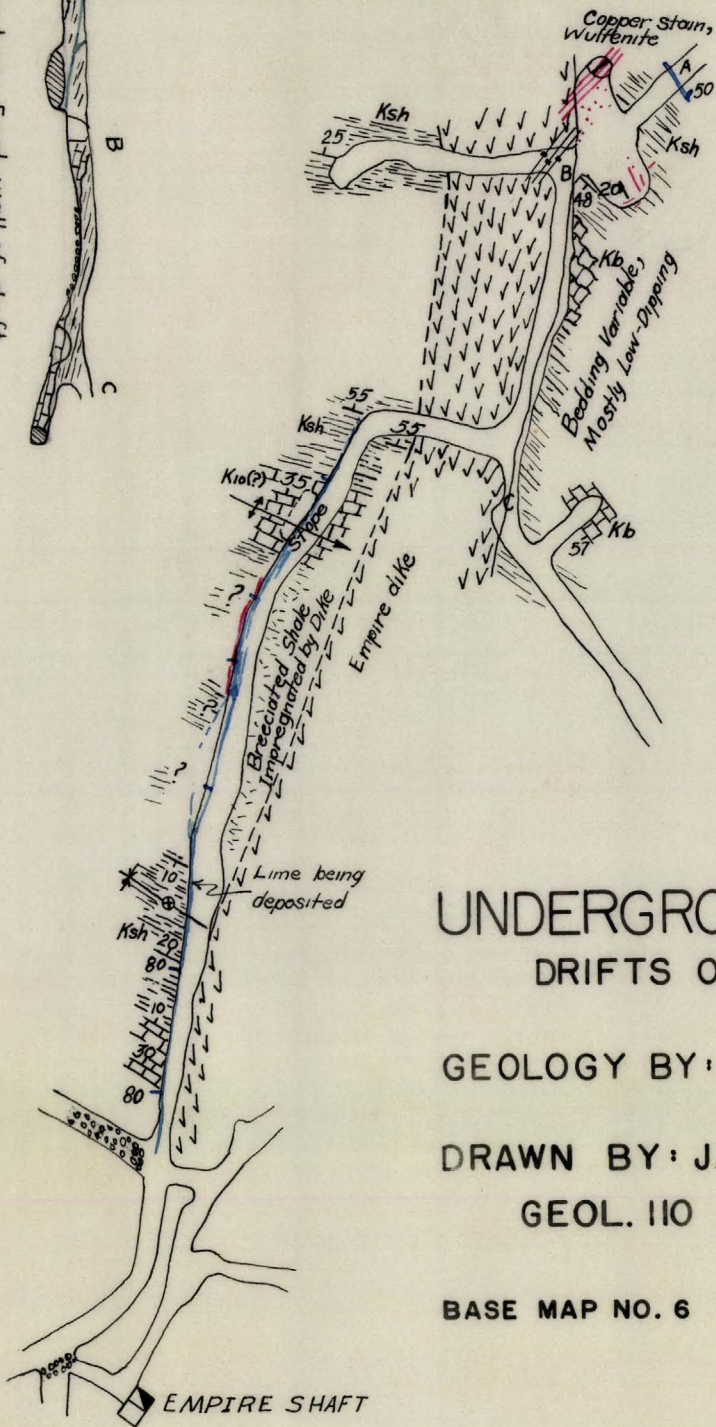 Copper Stain,
Wulfenite
A
50
Ksh
Ksh
25
B
B
48
20
Kb
Bedding Variable,
Mostly Low-Dipping
C
55
Ksh
55
K10(?)
35
Stope
C
Kb
57
?
Empire dike
Brecciated Shale
Impregnated by Dike
?
?
10
Lime being
deposited
Ksh
20
80
10
30
80
UNDERGRO
DRIFTS O
GEOLOGY BY:
DRAWN BY: J.
GEOL. 110
BASE MAP NO. 6
EMPIRE SHAFT